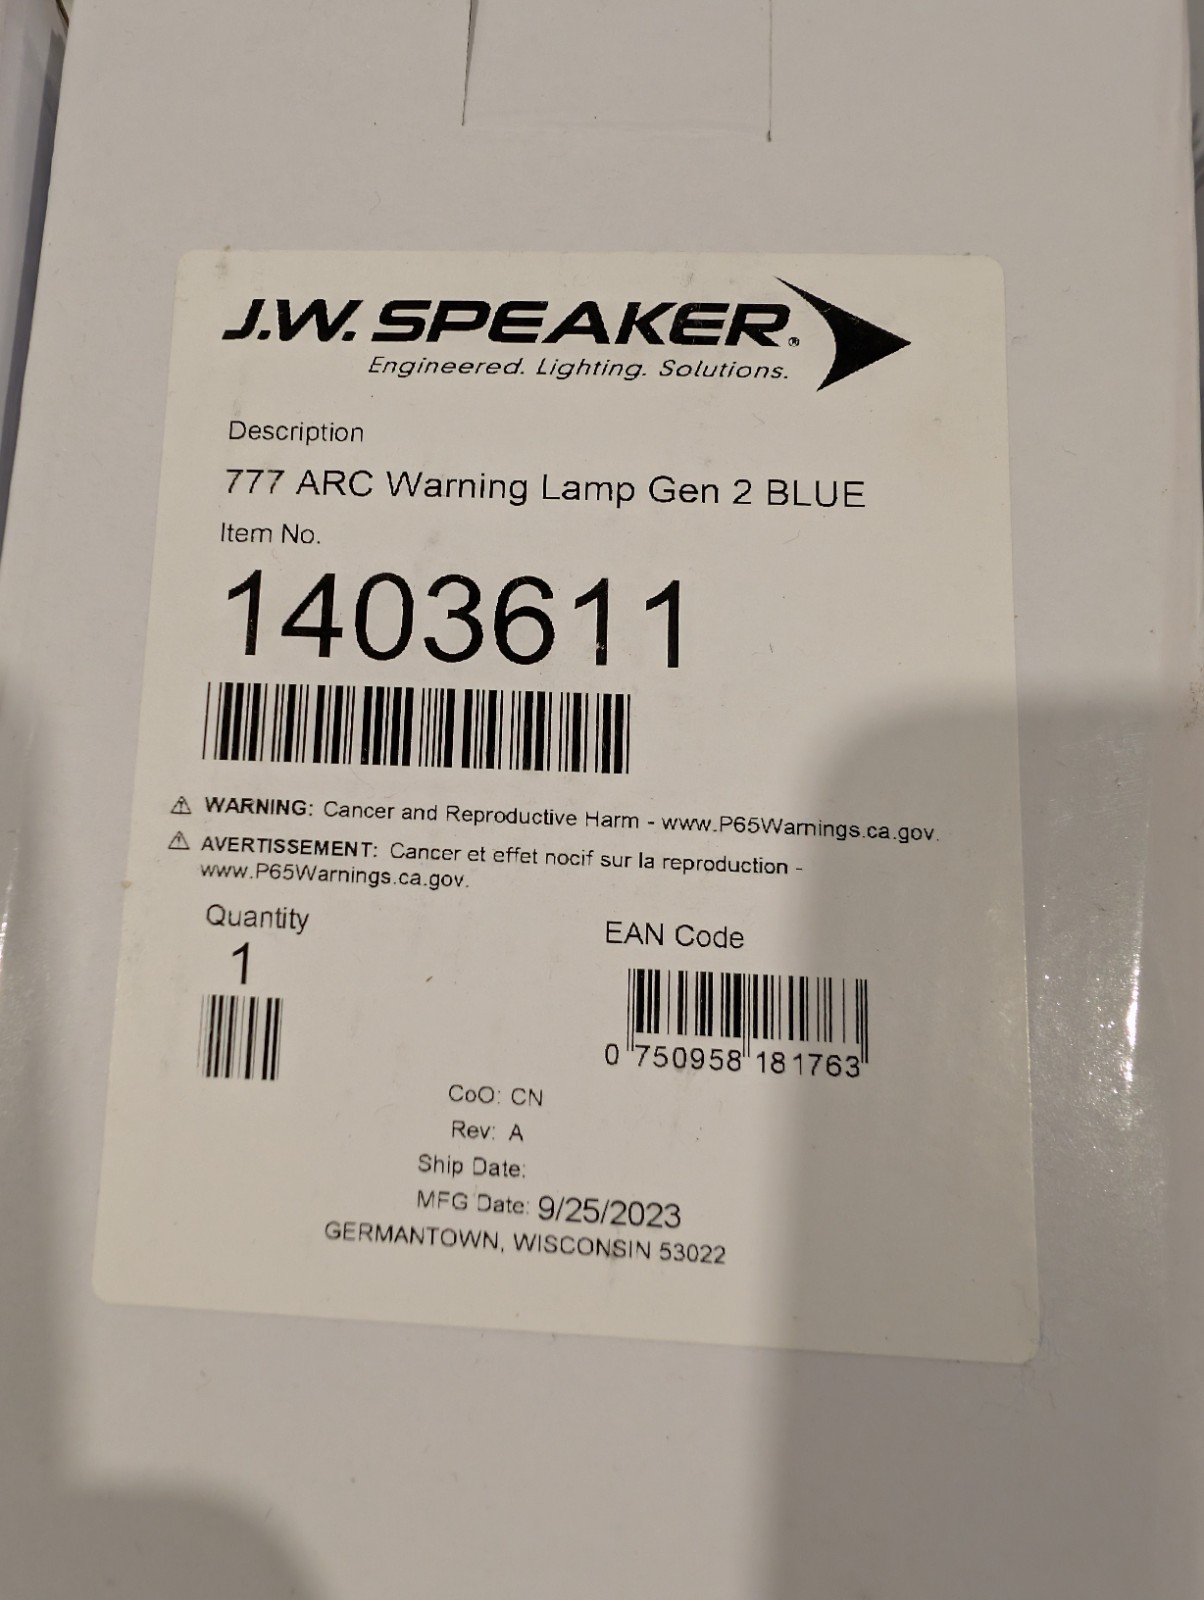 J.W. SPEAKER®
Engineered. Lighting. Solutions.
Description
777 ARC Warning Lamp Gen 2 BLUE
Item No.
1403611
⚠ WARNING: Cancer and Reproductive Harm - www.P65Warnings.ca.gov.
⚠ AVERTISSEMENT: Cancer et effet nocif sur la reproduction -
www.P65Warnings.ca.gov.
Quantity
1
EAN Code
0 750958 181763
CoO: CN
Rev: A
Ship Date:
MFG Date: 9/25/2023
GERMANTOWN, WISCONSIN 53022